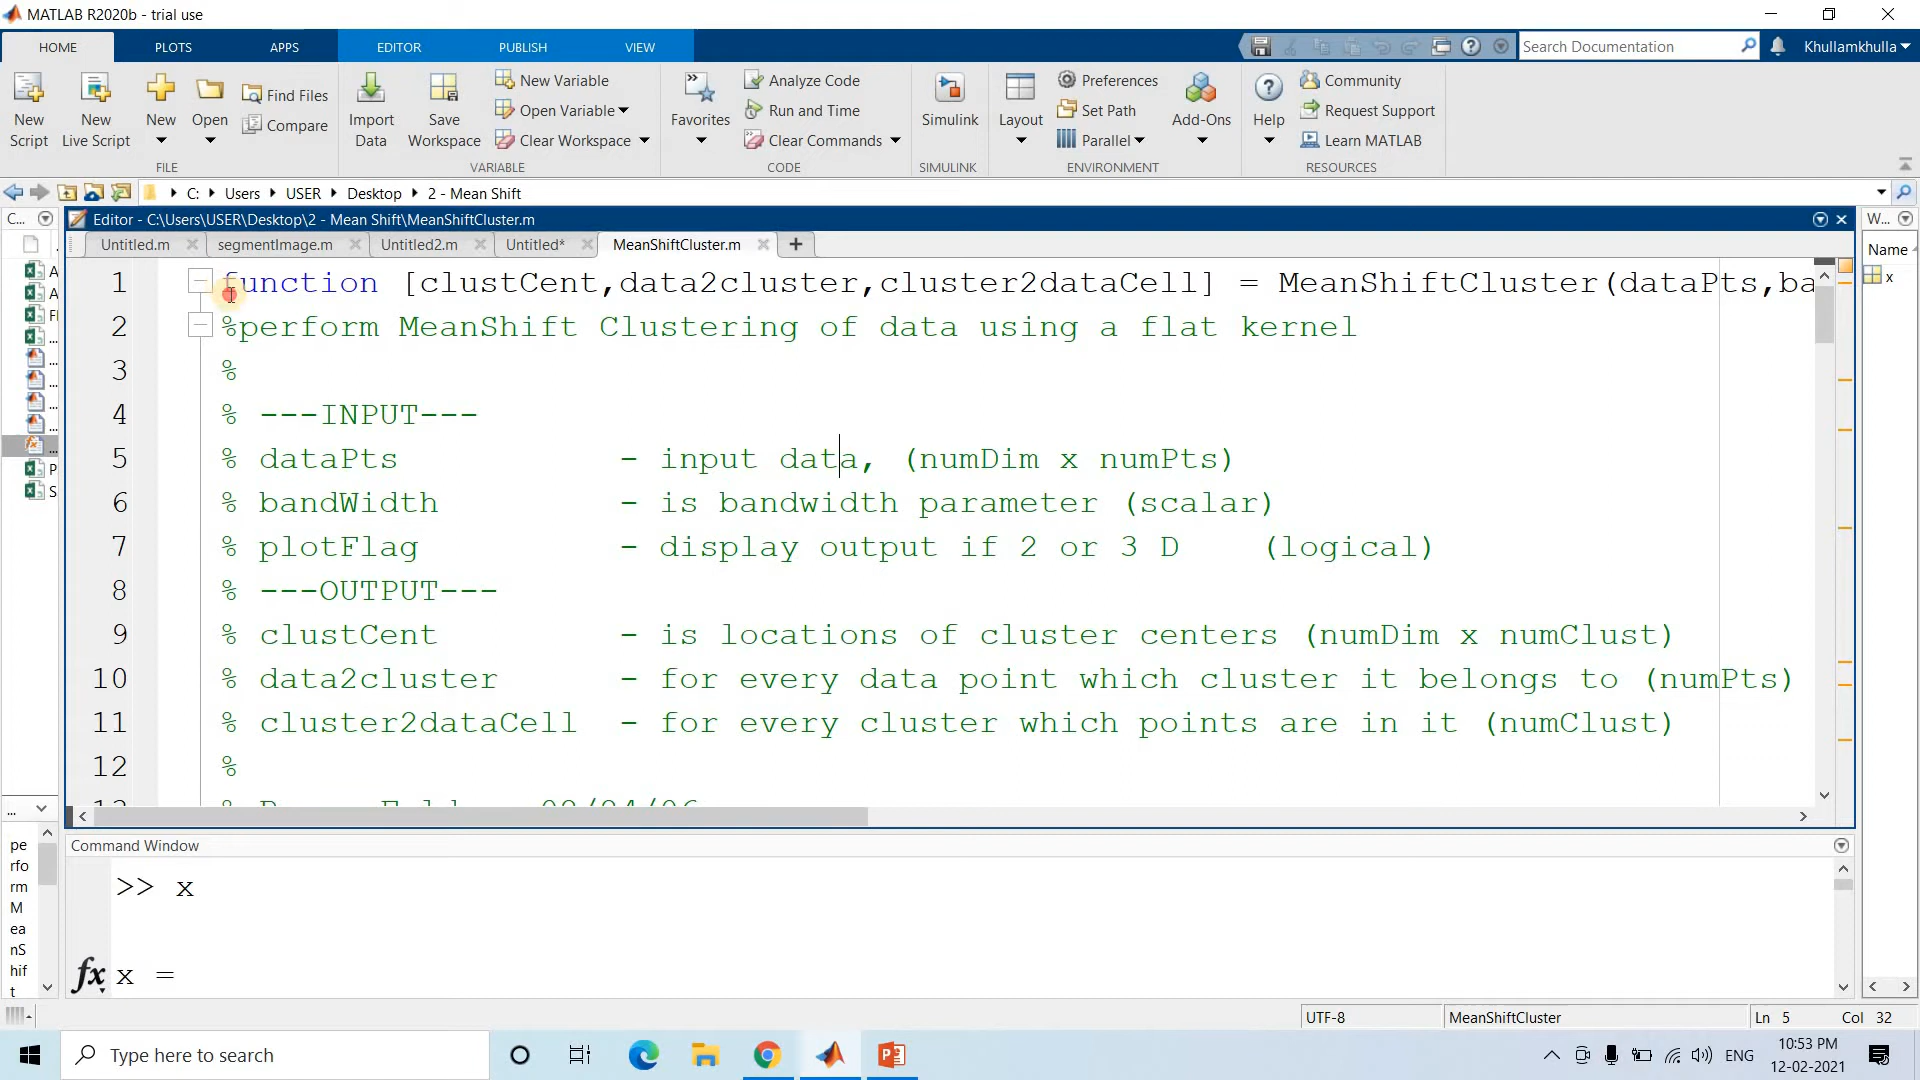 MATLAB R2020b - trial use
HOME PLOTS APPS EDITOR PUBLISH VIEW
Search Documentation
Khullamkhulla
New Script
New Live Script
New
Open
Find Files
Compare
FILE
Import Data
Save Workspace
New Variable
Open Variable
Clear Workspace
VARIABLE
Favorites
Analyze Code
Run and Time
Clear Commands
CODE
Simulink
SIMULINK
Layout
Preferences
Set Path
Parallel
ENVIRONMENT
Add-Ons
Help
Community
Request Support
Learn MATLAB
RESOURCES
C: Users USER Desktop 2 - Mean Shift
C...
Editor - C:\Users\USER\Desktop\2 - Mean Shift\MeanShiftCluster.m
W...
Untitled.m segmentImage.m Untitled2.m Untitled* MeanShiftCluster.m
Name
x
1 function [clustCent,data2cluster,cluster2dataCell] = MeanShiftCluster(dataPts,ba
2 %perform MeanShift Clustering of data using a flat kernel
3 %
4 % ---INPUT---
5 % dataPts - input data, (numDim x numPts)
6 % bandWidth - is bandwidth parameter (scalar)
7 % plotFlag - display output if 2 or 3 D (logical)
8 % ---OUTPUT---
9 % clustCent - is locations of cluster centers (numDim x numClust)
10 % data2cluster - for every data point which cluster it belongs to (numPts)
11 % cluster2dataCell - for every cluster which points are in it (numClust)
12 %
Command Window
>> x
fx x =
pe
rfo
rm
M
ea
nS
hif
t
UTF-8 MeanShiftCluster Ln 5 Col 32
Type here to search
ENG
10:53 PM
12-02-2021